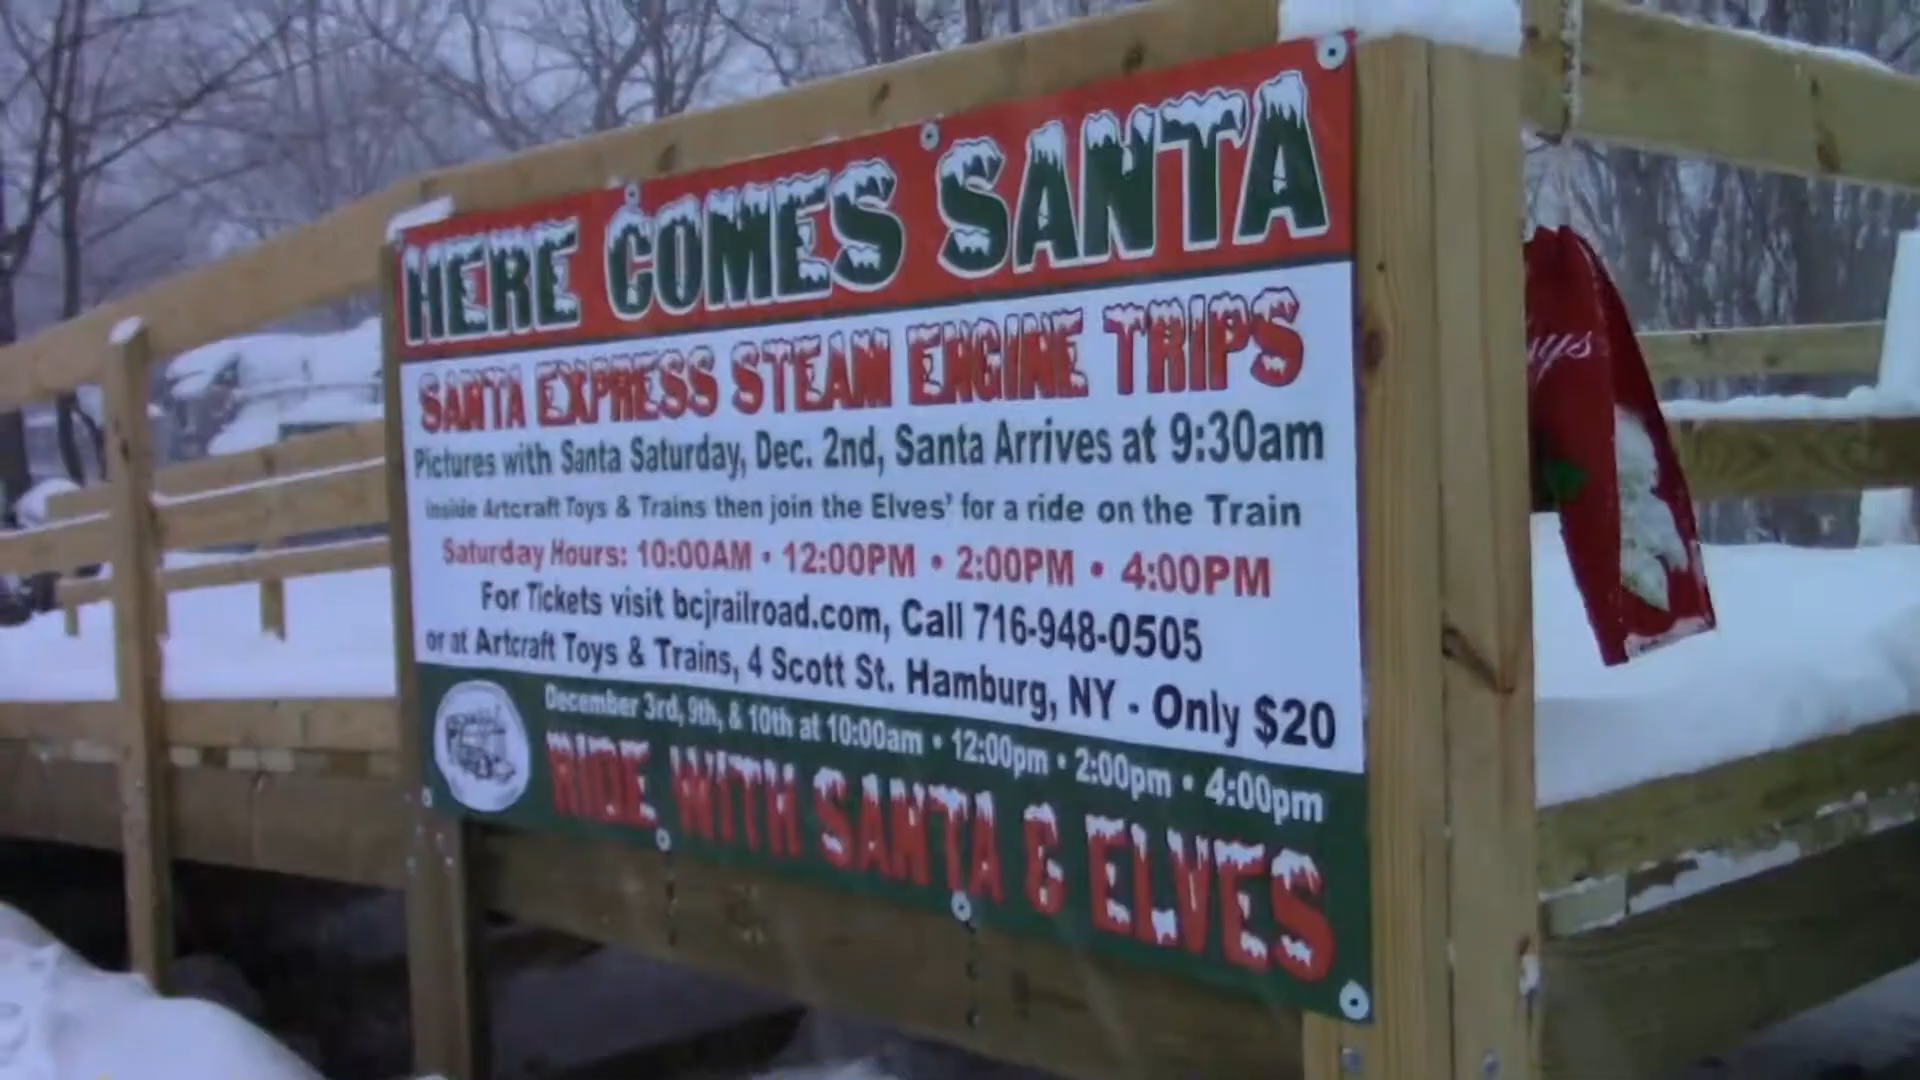 HERE COMES SANTA
SANTA EXPRESS STEAM ENGINE TRIPS
Pictures with Santa Saturday, Dec. 2nd, Santa Arrives at 9:30am
inside Artcraft Toys & Trains then join the Elves' for a ride on the Train
Saturday Hours: 10:00AM • 12:00PM • 2:00PM • 4:00PM
For Tickets visit bcjrailroad.com, Call 716-948-0505
or at Artcraft Toys & Trains, 4 Scott St. Hamburg, NY - Only $20
December 3rd, 9th, & 10th at 10:00am • 12:00pm • 2:00pm • 4:00pm
RIDE WITH SANTA & ELVES